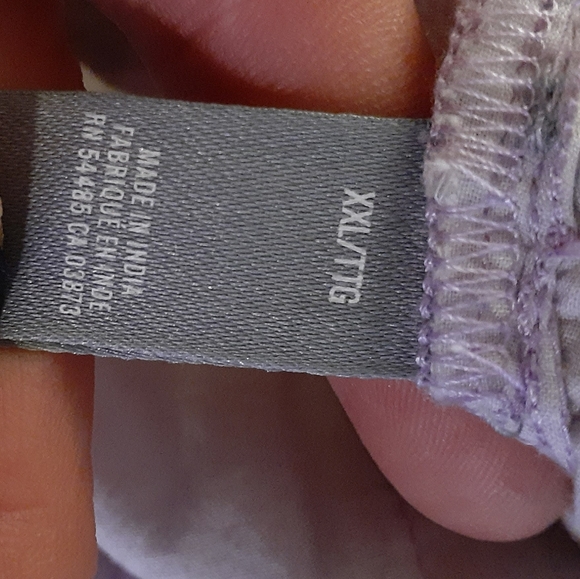 XXL/TTG
MADE IN INDIA
FABRIQUÉ EN INDE
RN 54485 CA 03873